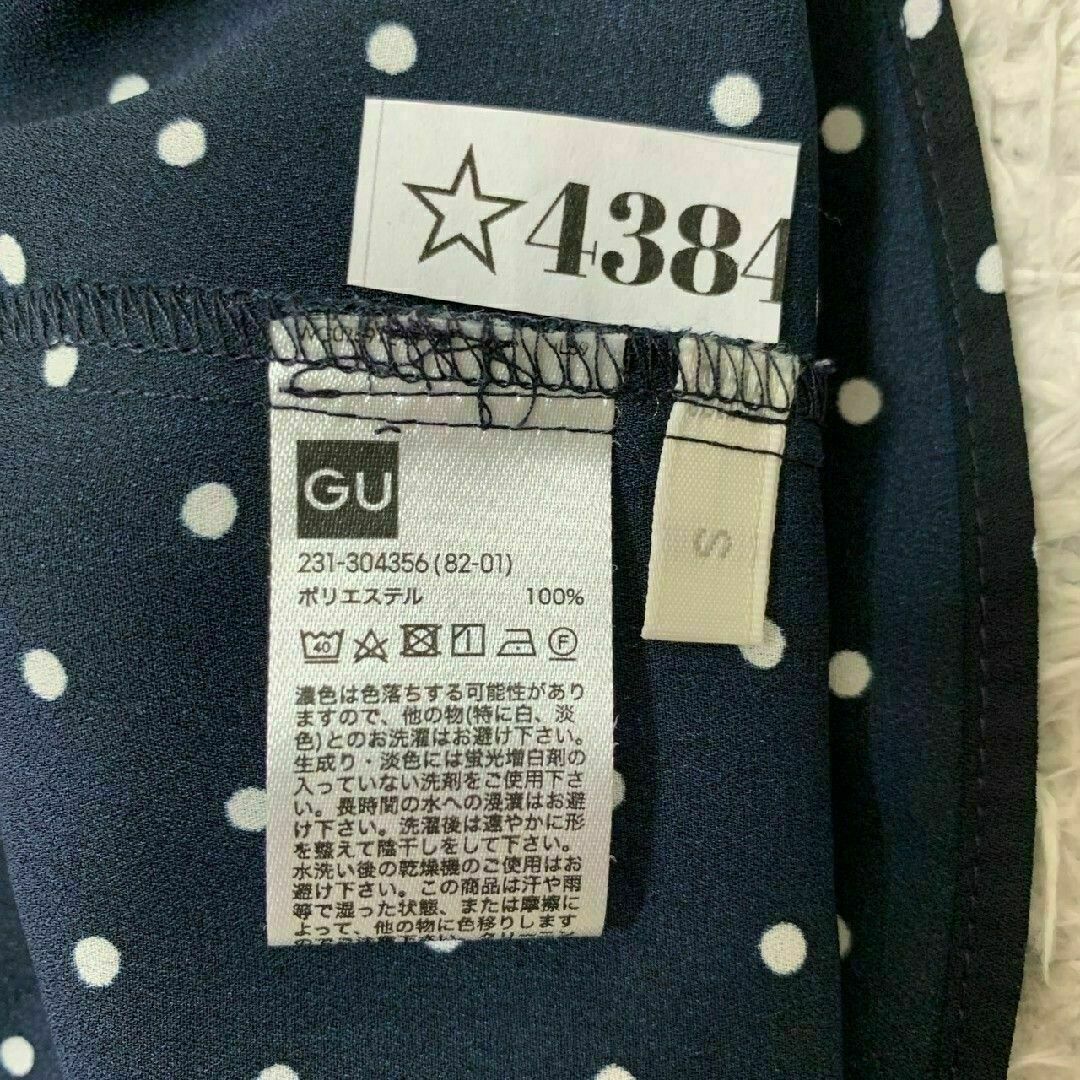 ☆4384
GU
231-304356(82-01)
ポリエステル 100%
40
F
濃色は色落ちする可能性があり
ますので、他の物(特に白、淡
色)とのお洗濯はお避け下さい。
生成り・淡色には蛍光増白剤の
入っていない洗剤をご使用下さ
い。長時間の水への浸漬はお避
け下さい。洗濯後は速やかに形
を整えて陰干しをして下さい。
水洗い後の乾燥機のご使用はお
避け下さい。この商品は汗や雨
等で湿った状態、または摩擦に
よって、他の物に色移りします
S